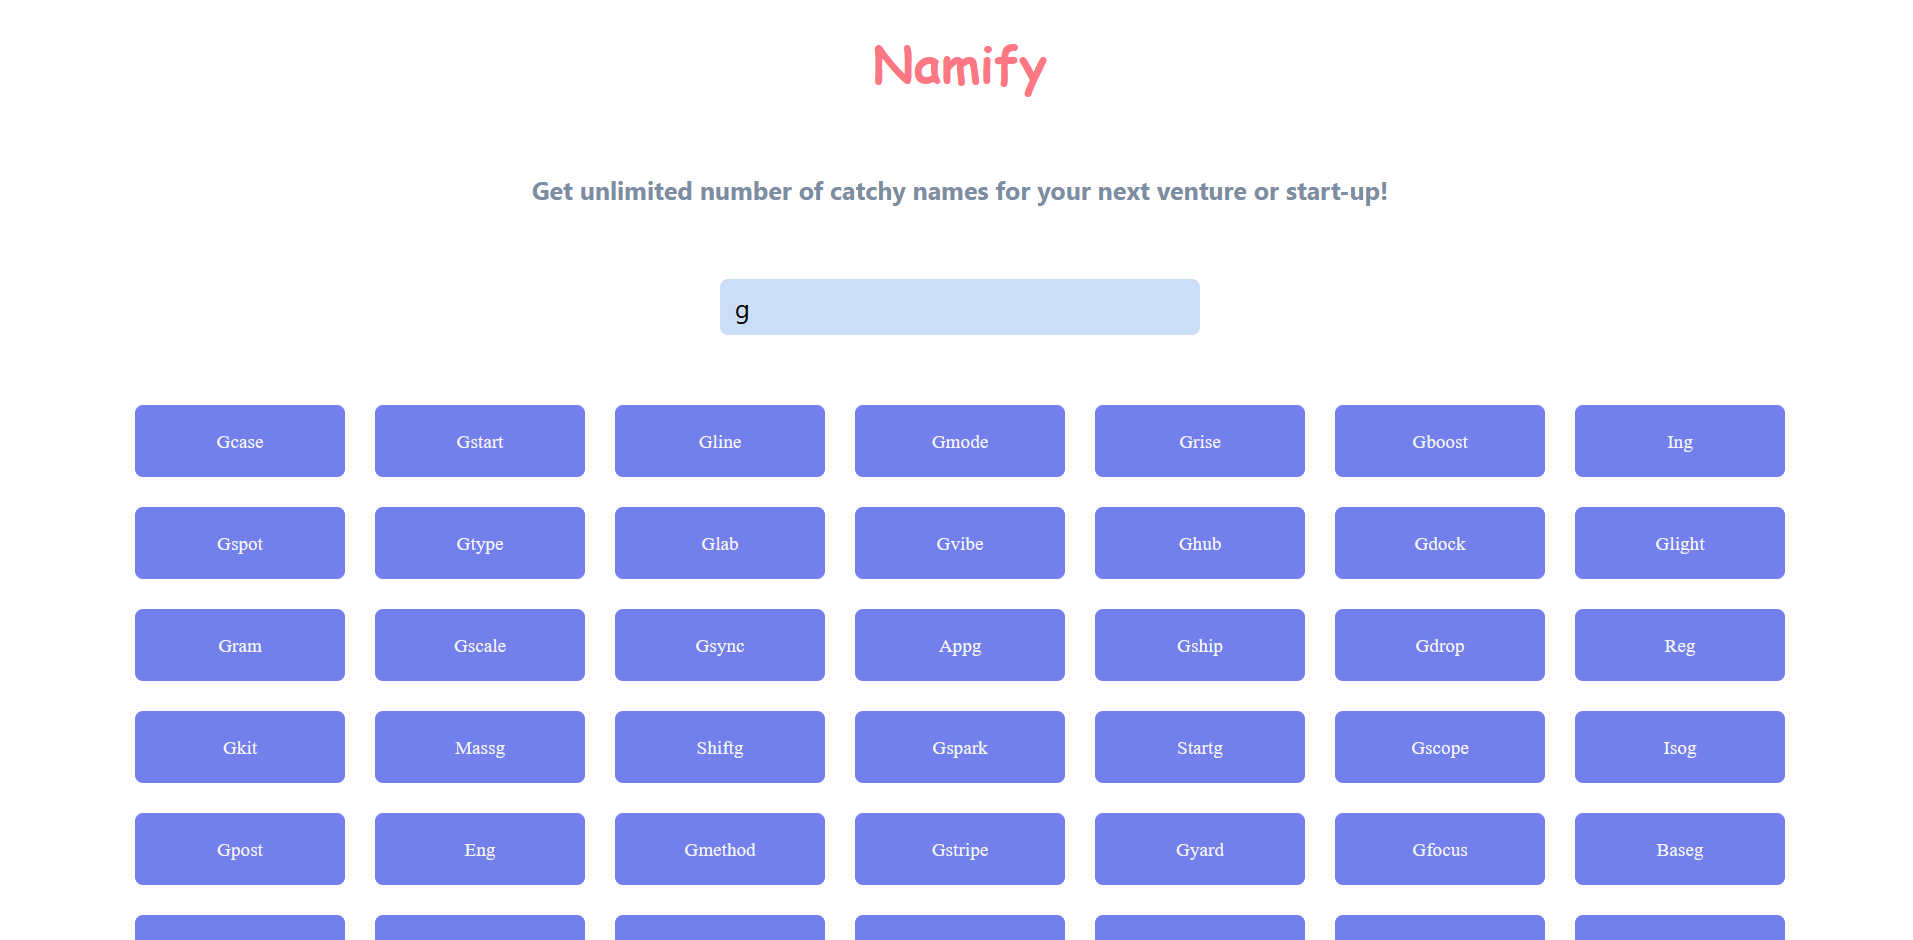 Namify
Get unlimited number of catchy names for your next venture or start-up!
g
Gcase Gstart Gline Gmode Grise Gboost Ing
Gspot Gtype Glab Gvibe Ghub Gdock Glight
Gram Gscale Gsync Appg Gship Gdrop Reg
Gkit Massg Shiftg Gspark Startg Gscope Isog
Gpost Eng Gmethod Gstripe Gyard Gfocus Baseg